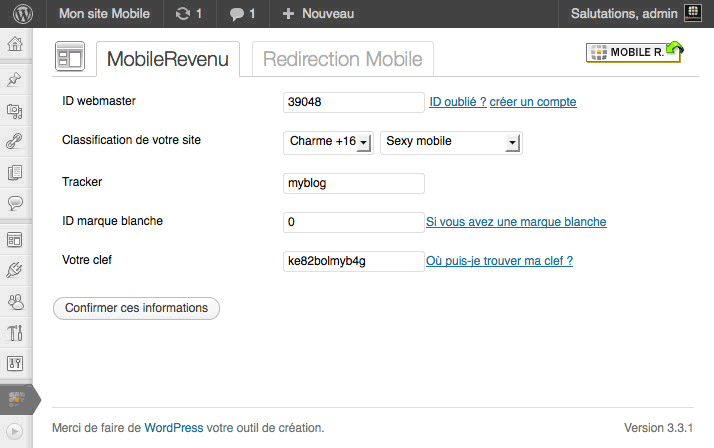 Mon site Mobile 1 1 + Nouveau Salutations, admin
MobileRevenu Redirection Mobile MOBILE R.
ID webmaster 39048 ID oublié ? créer un compte
Classification de votre site Charme +16 Sexy mobile
Tracker myblog
ID marque blanche 0 Si vous avez une marque blanche
Votre clef ke82bolmyb4g Où puis-je trouver ma clef ?
Confirmer ces informations
Merci de faire de WordPress votre outil de création. Version 3.3.1